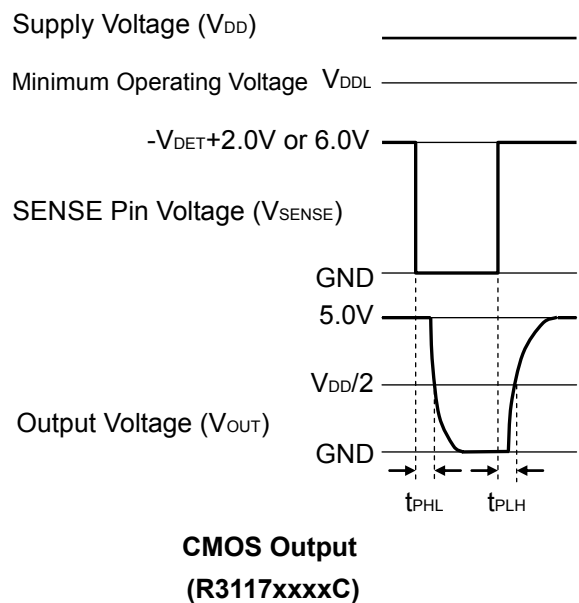 Supply Voltage (VDD)
Minimum Operating Voltage VDDL
-VDET+2.0V or 6.0V
SENSE Pin Voltage (VSENSE)
GND
5.0V
VDD/2
Output Voltage (VOUT)
GND
tPHL tPLH
CMOS Output
(R3117xxxxC)